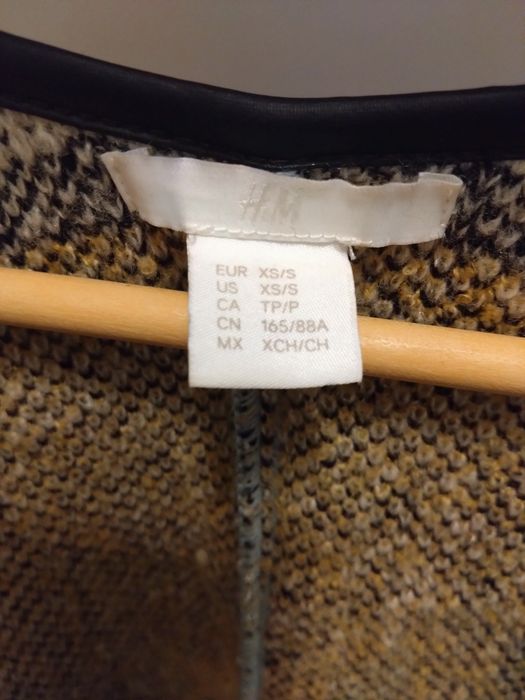 H&M
EUR XS/S
US XS/S
CA TP/P
CN 165/88A
MX XCH/CH